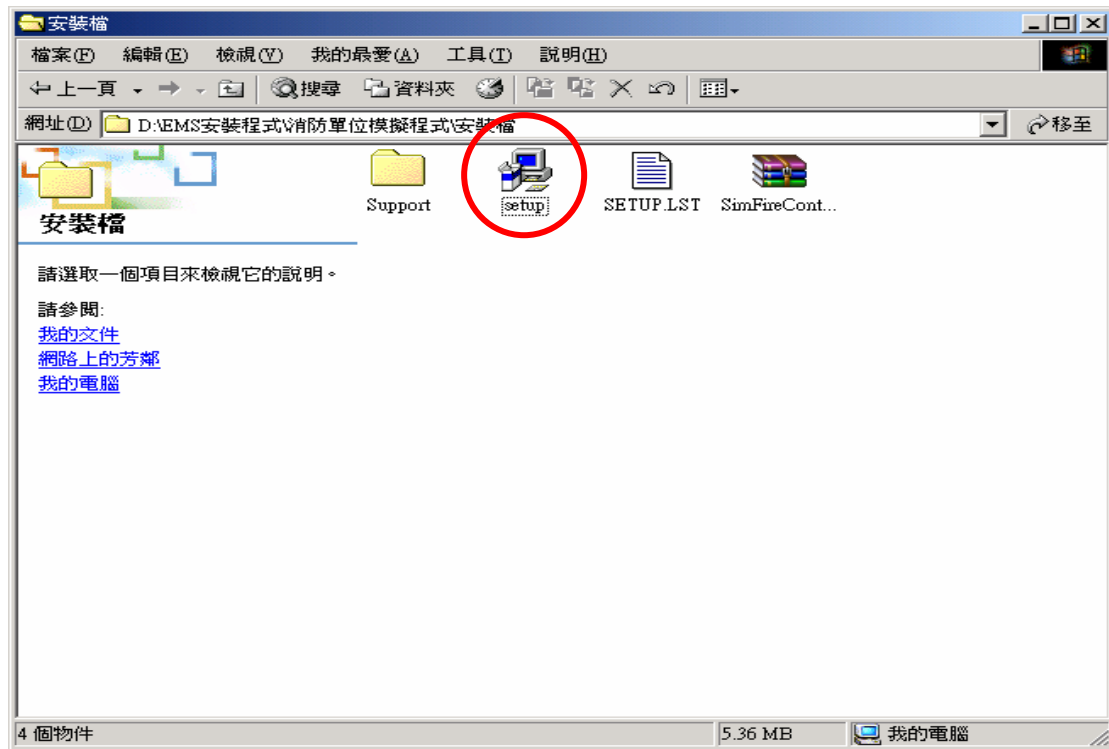 安裝檔
檔案(F) 編輯(E) 檢視(V) 我的最愛(A) 工具(T) 說明(H)
上一頁 搜尋 資料夾
網址(D) D:\EMS安裝程式\消防單位模擬程式\安裝檔 移至
Support setup SETUP.LST SimFireCont...
安裝檔
請選取一個項目來檢視它的說明。
請參閱:
我的文件
網路上的芳鄰
我的電腦
4 個物件 5.36 MB 我的電腦